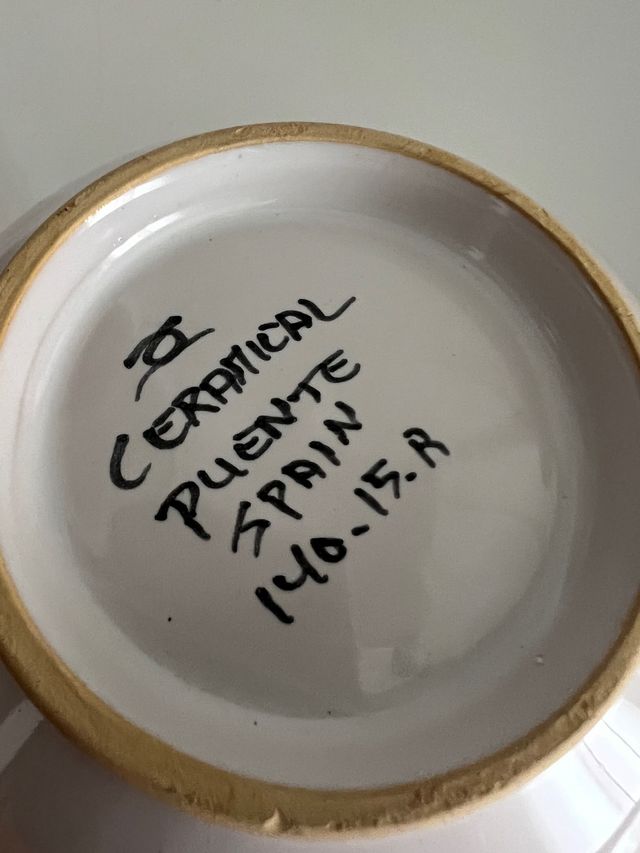 CERAMICAL
PUENTE
SPAIN
140-15.R